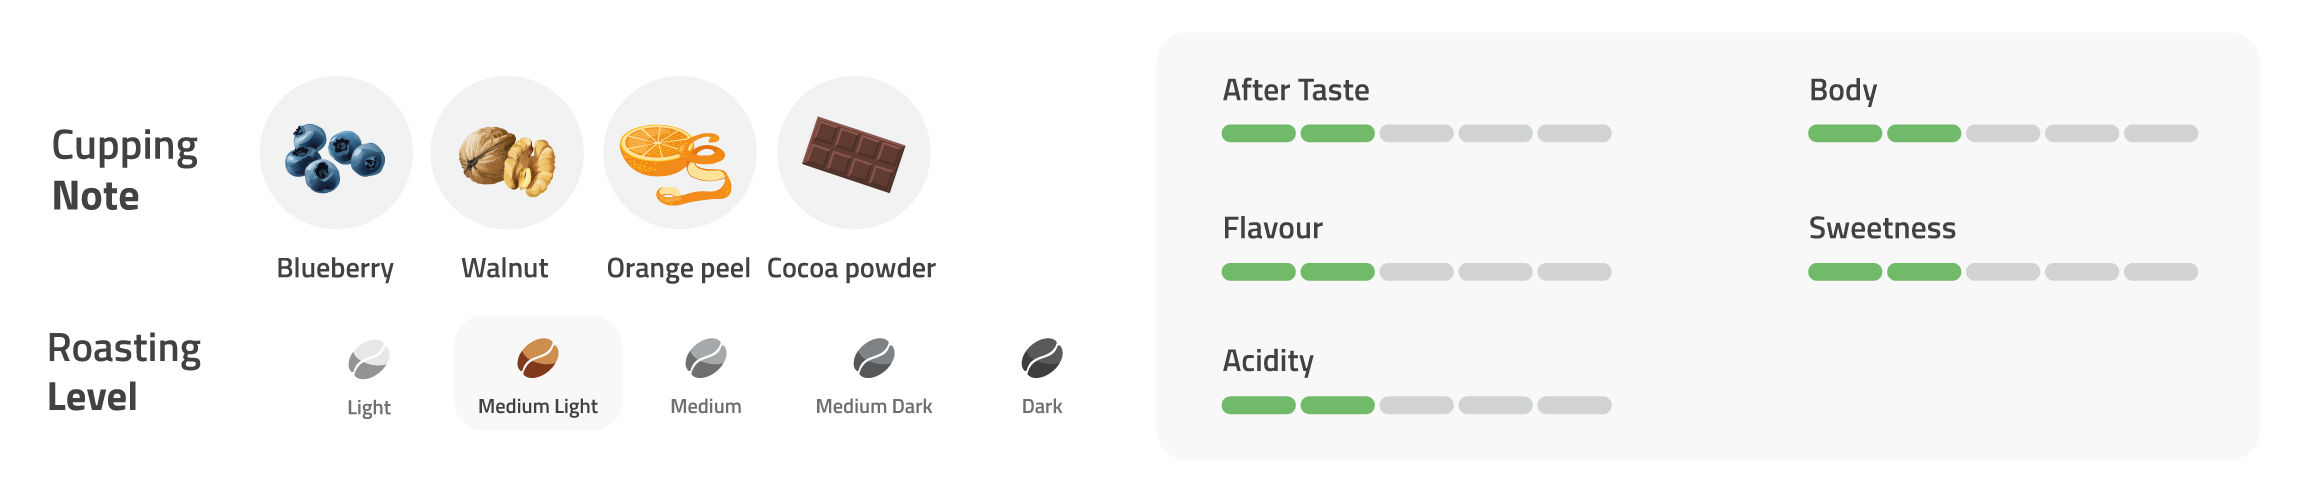 Cupping
Note
Blueberry
Walnut
Orange peel
Cocoa powder
Roasting
Level
Light
Medium Light
Medium
Medium Dark
Dark
After Taste
Body
Flavour
Sweetness
Acidity